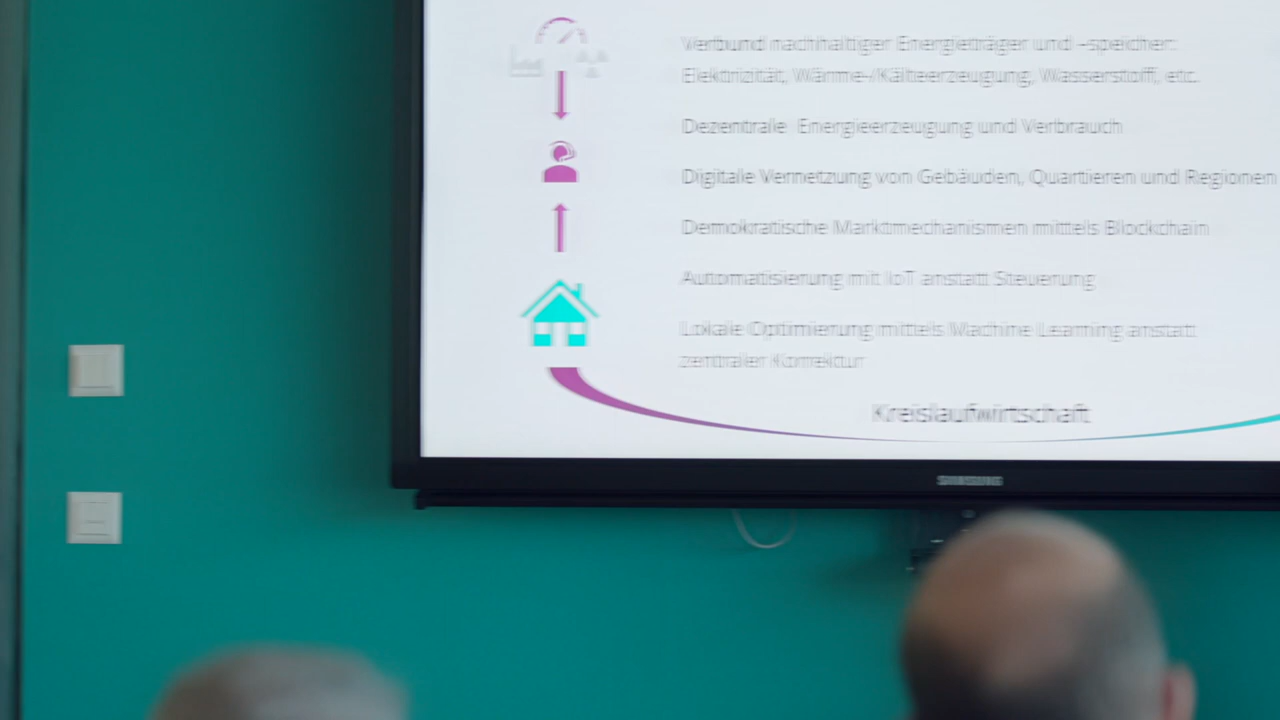 Verbund nachhaltiger Energieträger und –speicher:
Elektrizität, Wärme-/Kälteerzeugung, Wasserstoff, etc.
Dezentrale Energieerzeugung und Verbrauch
Digitale Vernetzung von Gebäuden, Quartieren und Regionen
Demokratische Marktmechanismen mittels Blockchain
Automatisierung mit IoT anstatt Steuerung
Lokale Optimierung mittels Machine Learning anstatt
zentraler Korrektur
Kreislaufwirtschaft
SAMSUNG